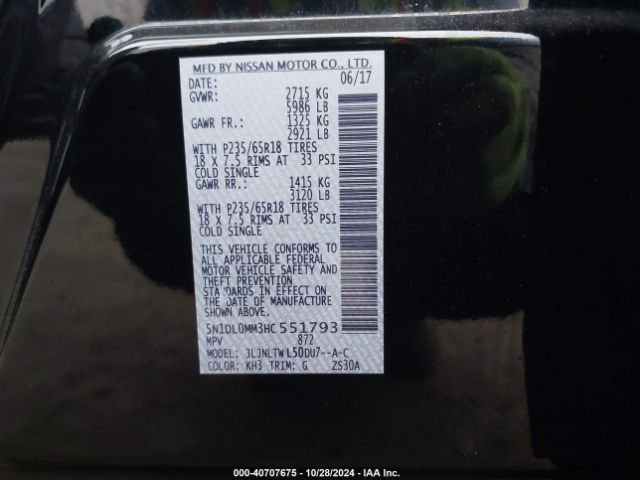 MFD BY NISSAN MOTOR CO., LTD.
DATE: 06/17
GVWR: 2715 KG
5986 LB
GAWR FR.: 1325 KG
2921 LB
WITH P235/65R18 TIRES
18 X 7.5 RIMS AT 33 PSI
COLD SINGLE
GAWR RR.: 1415 KG
3120 LB
WITH P235/65R18 TIRES
18 X 7.5 RIMS AT 33 PSI
COLD SINGLE
THIS VEHICLE CONFORMS TO
ALL APPLICABLE FEDERAL
MOTOR VEHICLE SAFETY AND
THEFT PREVENTION
STANDARDS IN EFFECT ON
THE DATE OF MANUFACTURE
SHOWN ABOVE.
5N1DL0MM3HC551793
MPV 872
MODEL: JLJNLTWL50DU7--A-C
COLOR: KH3 TRIM: G ZS30A
000-40707675 - 10/28/2024 - IAA Inc.